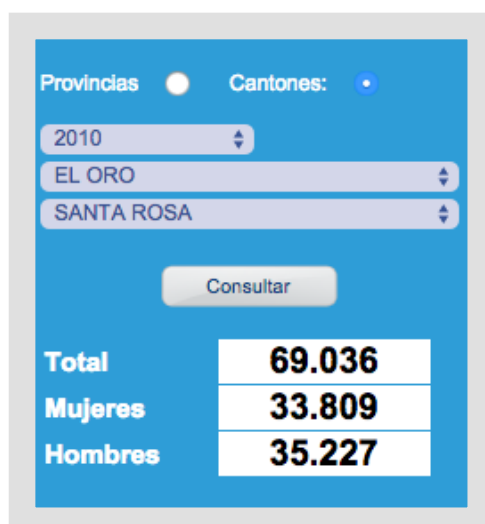 Provincias Cantones:
2010
EL ORO
SANTA ROSA
Consultar
Total 69.036
Mujeres 33.809
Hombres 35.227